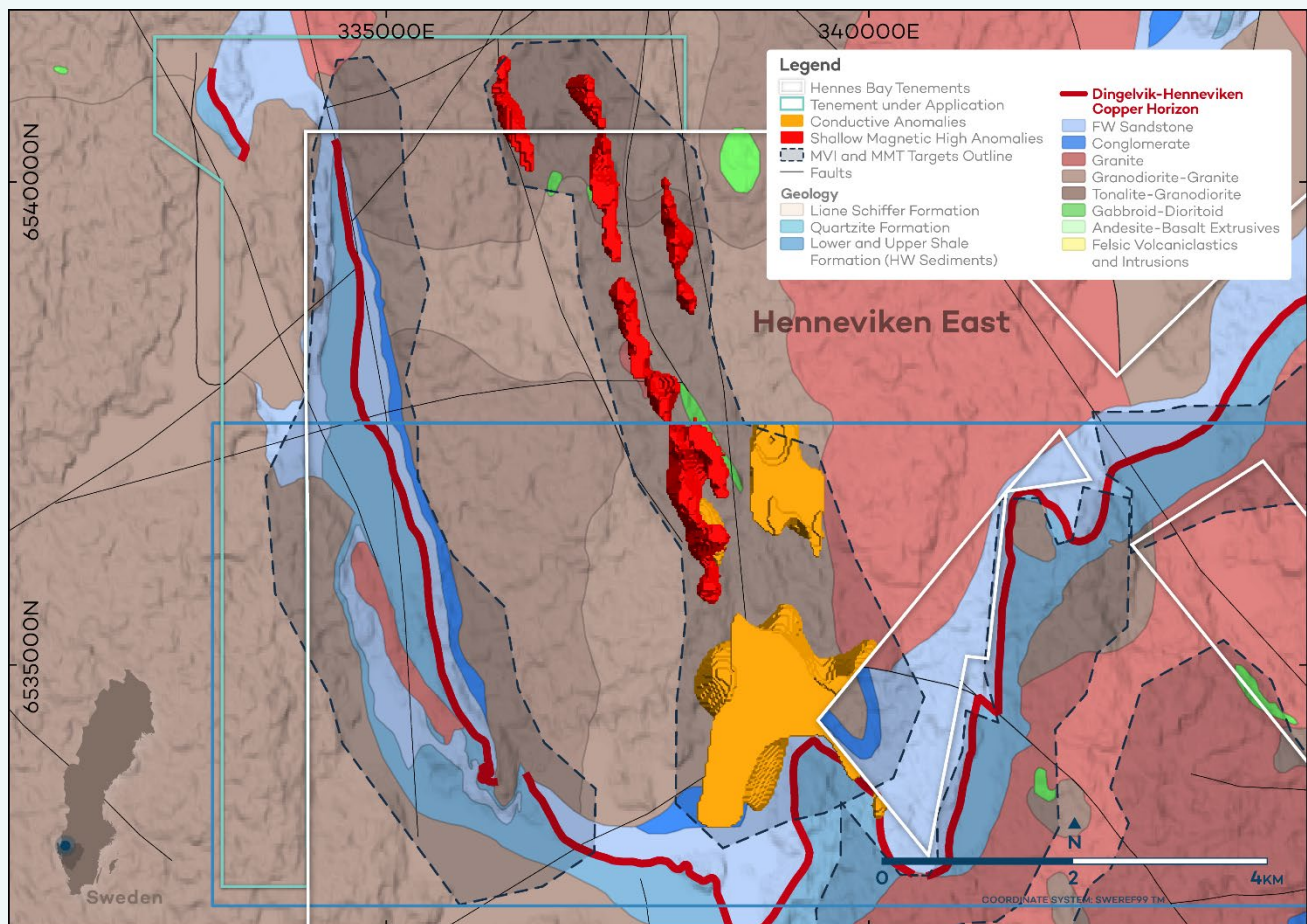 335000E
340000E
6540000N
6535000N
Legend
Hennes Bay Tenements
Tenement under Application
Conductive Anomalies
Shallow Magnetic High Anomalies
MVI and MMT Targets Outline
Faults
Geology
Liane Schiffer Formation
Quartzite Formation
Lower and Upper Shale
Formation (HW Sediments)
Dingelvik-Henneviken
Copper Horizon
FW Sandstone
Conglomerate
Granite
Granodiorite-Granite
Tonalite-Granodiorite
Gabbroid-Dioritoid
Andesite-Basalt Extrusives
Felsic Volcaniclastics
and Intrusions
Henneviken East
Sweden
N
0
2
4KM
COORDINATE SYSTEM: SWEREF99 TM